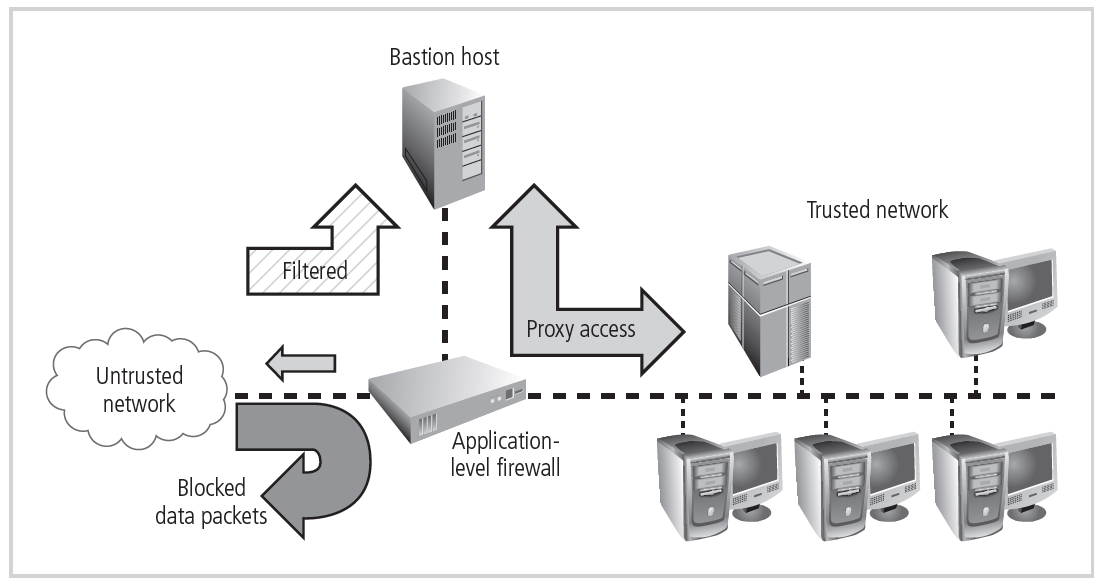 Bastion host
Trusted network
Filtered
Proxy access
Untrusted
network
Application-
level firewall
Blocked
data packets